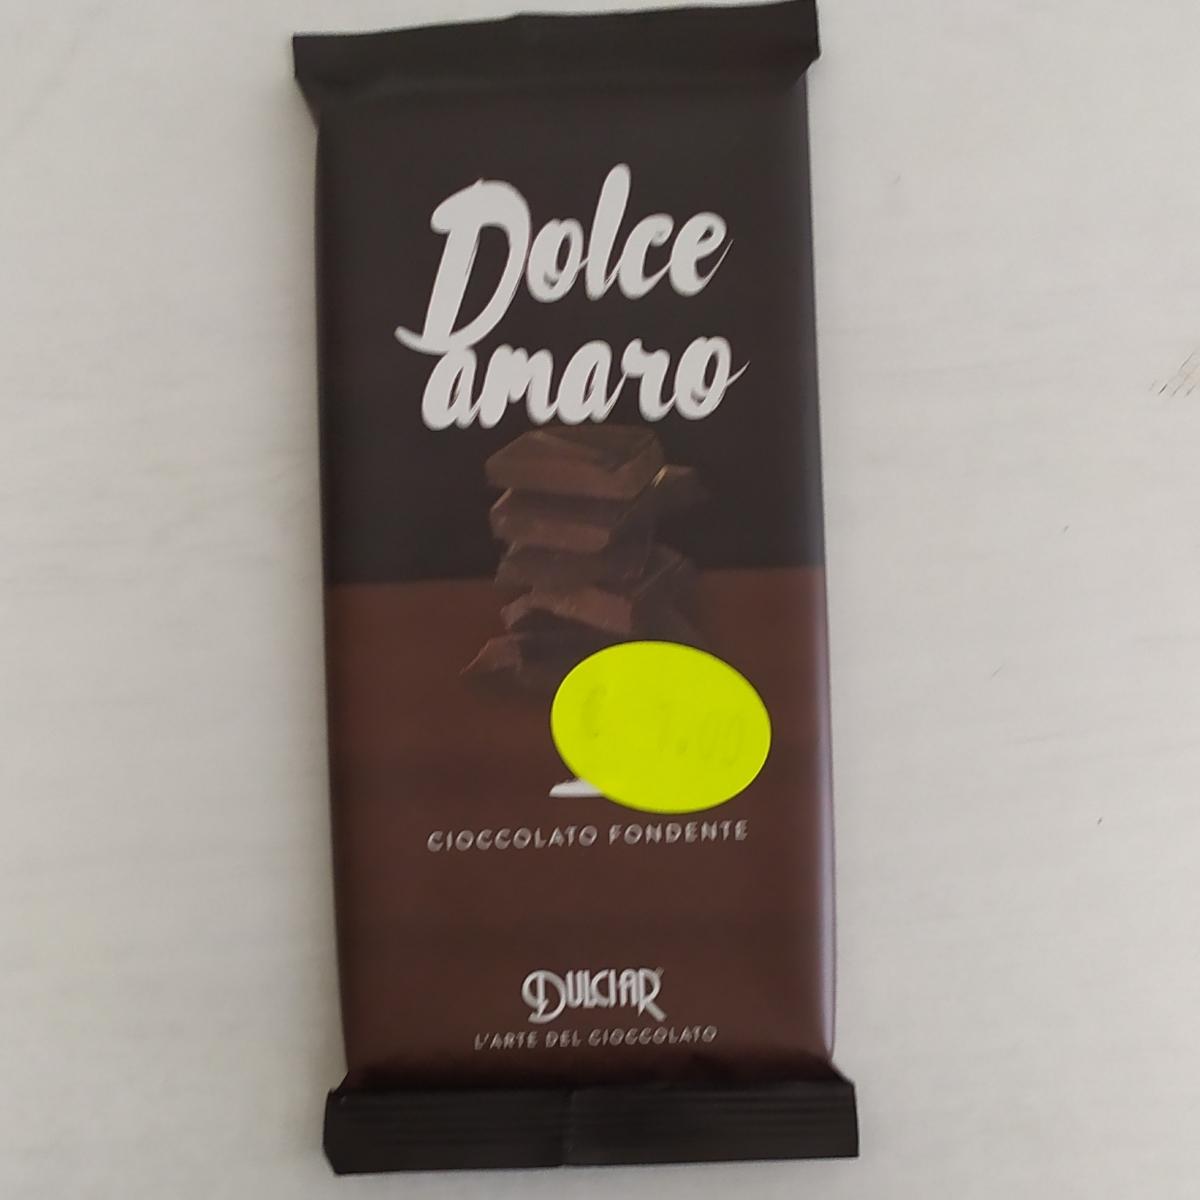 Dolce
amaro
CIOCCOLATO FONDENTE
DULCIAR
L'ARTE DEL CIOCCOLATO